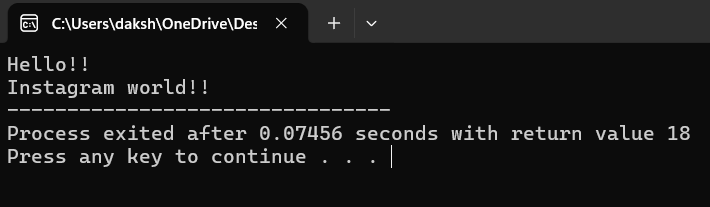 C:\Users\daksh\OneDrive\Des
Hello!!
Instagram world!!
--------------------------------
Process exited after 0.07456 seconds with return value 18
Press any key to continue . . .